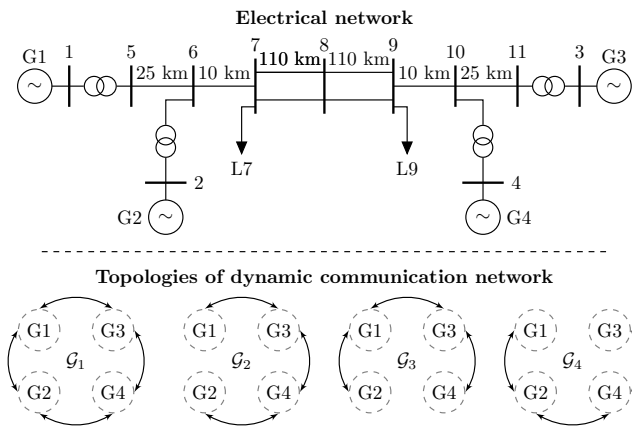 Electrical network
G1 1 5 6 7 8 9 10 11 3 G3
25 km 10 km 110 km 110 km 10 km 25 km
∼ ∼
L7 L9
2 4
G2 ∼ ∼ G4
Topologies of dynamic communication network
G1 G3 G1 G3 G1 G3 G1 G3
𝒢1 𝒢2 𝒢3 𝒢4
G2 G4 G2 G4 G2 G4 G2 G4